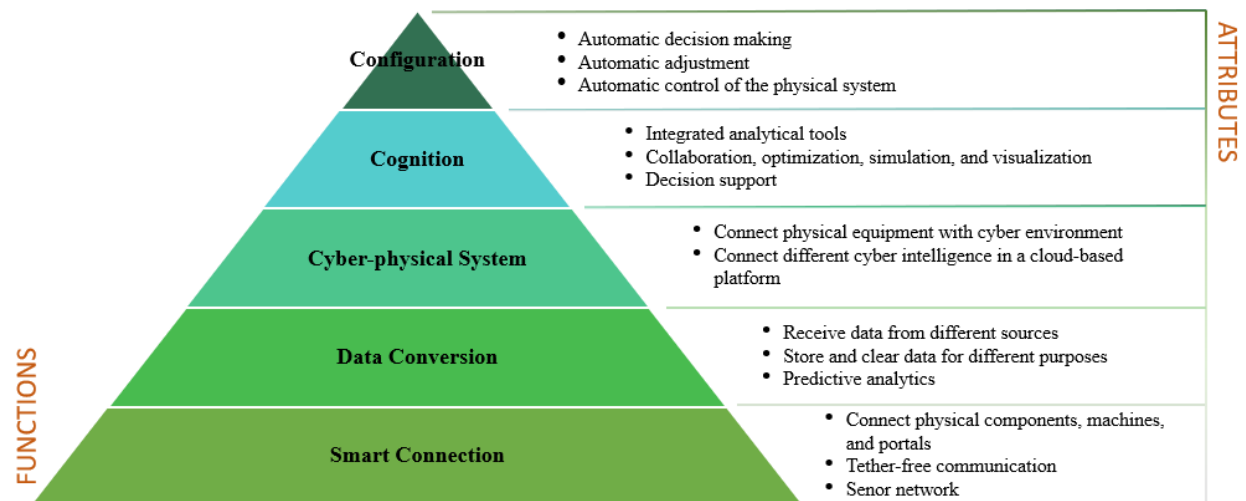 Configuration
• Automatic decision making
• Automatic adjustment
• Automatic control of the physical system
ATTRIBUTES
Cognition
• Integrated analytical tools
• Collaboration, optimization, simulation, and visualization
• Decision support
Cyber-physical System
• Connect physical equipment with cyber environment
• Connect different cyber intelligence in a cloud-based
platform
Data Conversion
• Receive data from different sources
• Store and clear data for different purposes
• Predictive analytics
FUNCTIONS
Smart Connection
• Connect physical components, machines,
and portals
• Tether-free communication
• Senor network